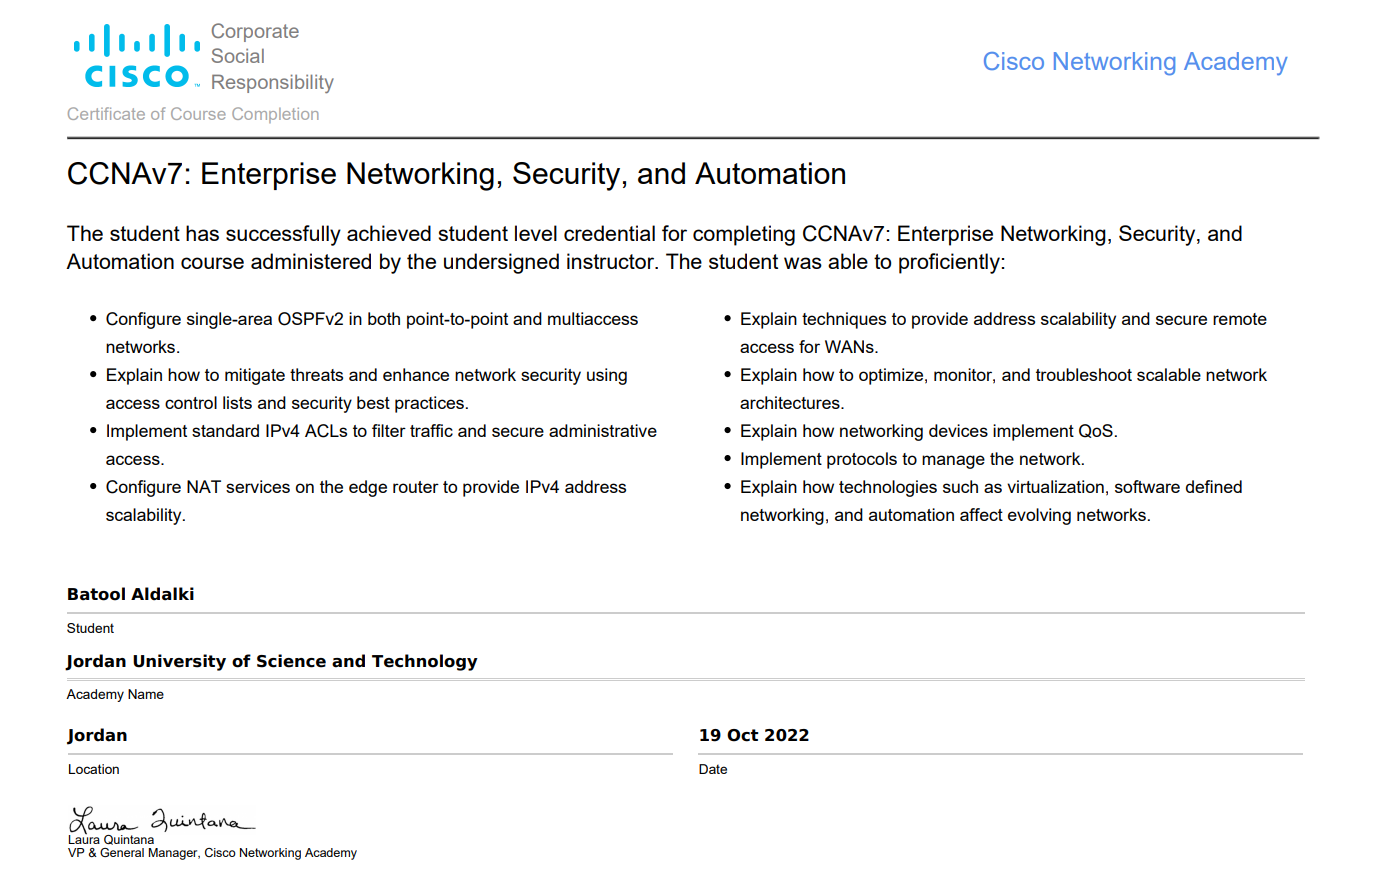 CISCO
Corporate
Social
Responsibility
Cisco Networking Academy
Certificate of Course Completion
CCNAv7: Enterprise Networking, Security, and Automation
The student has successfully achieved student level credential for completing CCNAv7: Enterprise Networking, Security, and
Automation course administered by the undersigned instructor. The student was able to proficiently:
• Configure single-area OSPFv2 in both point-to-point and multiaccess
networks.
• Explain how to mitigate threats and enhance network security using
access control lists and security best practices.
• Implement standard IPv4 ACLs to filter traffic and secure administrative
access.
• Configure NAT services on the edge router to provide IPv4 address
scalability.
• Explain techniques to provide address scalability and secure remote
access for WANs.
• Explain how to optimize, monitor, and troubleshoot scalable network
architectures.
• Explain how networking devices implement QoS.
• Implement protocols to manage the network.
• Explain how technologies such as virtualization, software defined
networking, and automation affect evolving networks.
Batool Aldalki
Student
Jordan University of Science and Technology
Academy Name
Jordan
Location
19 Oct 2022
Date
Laura Quintana
Laura Quintana
VP & General Manager, Cisco Networking Academy